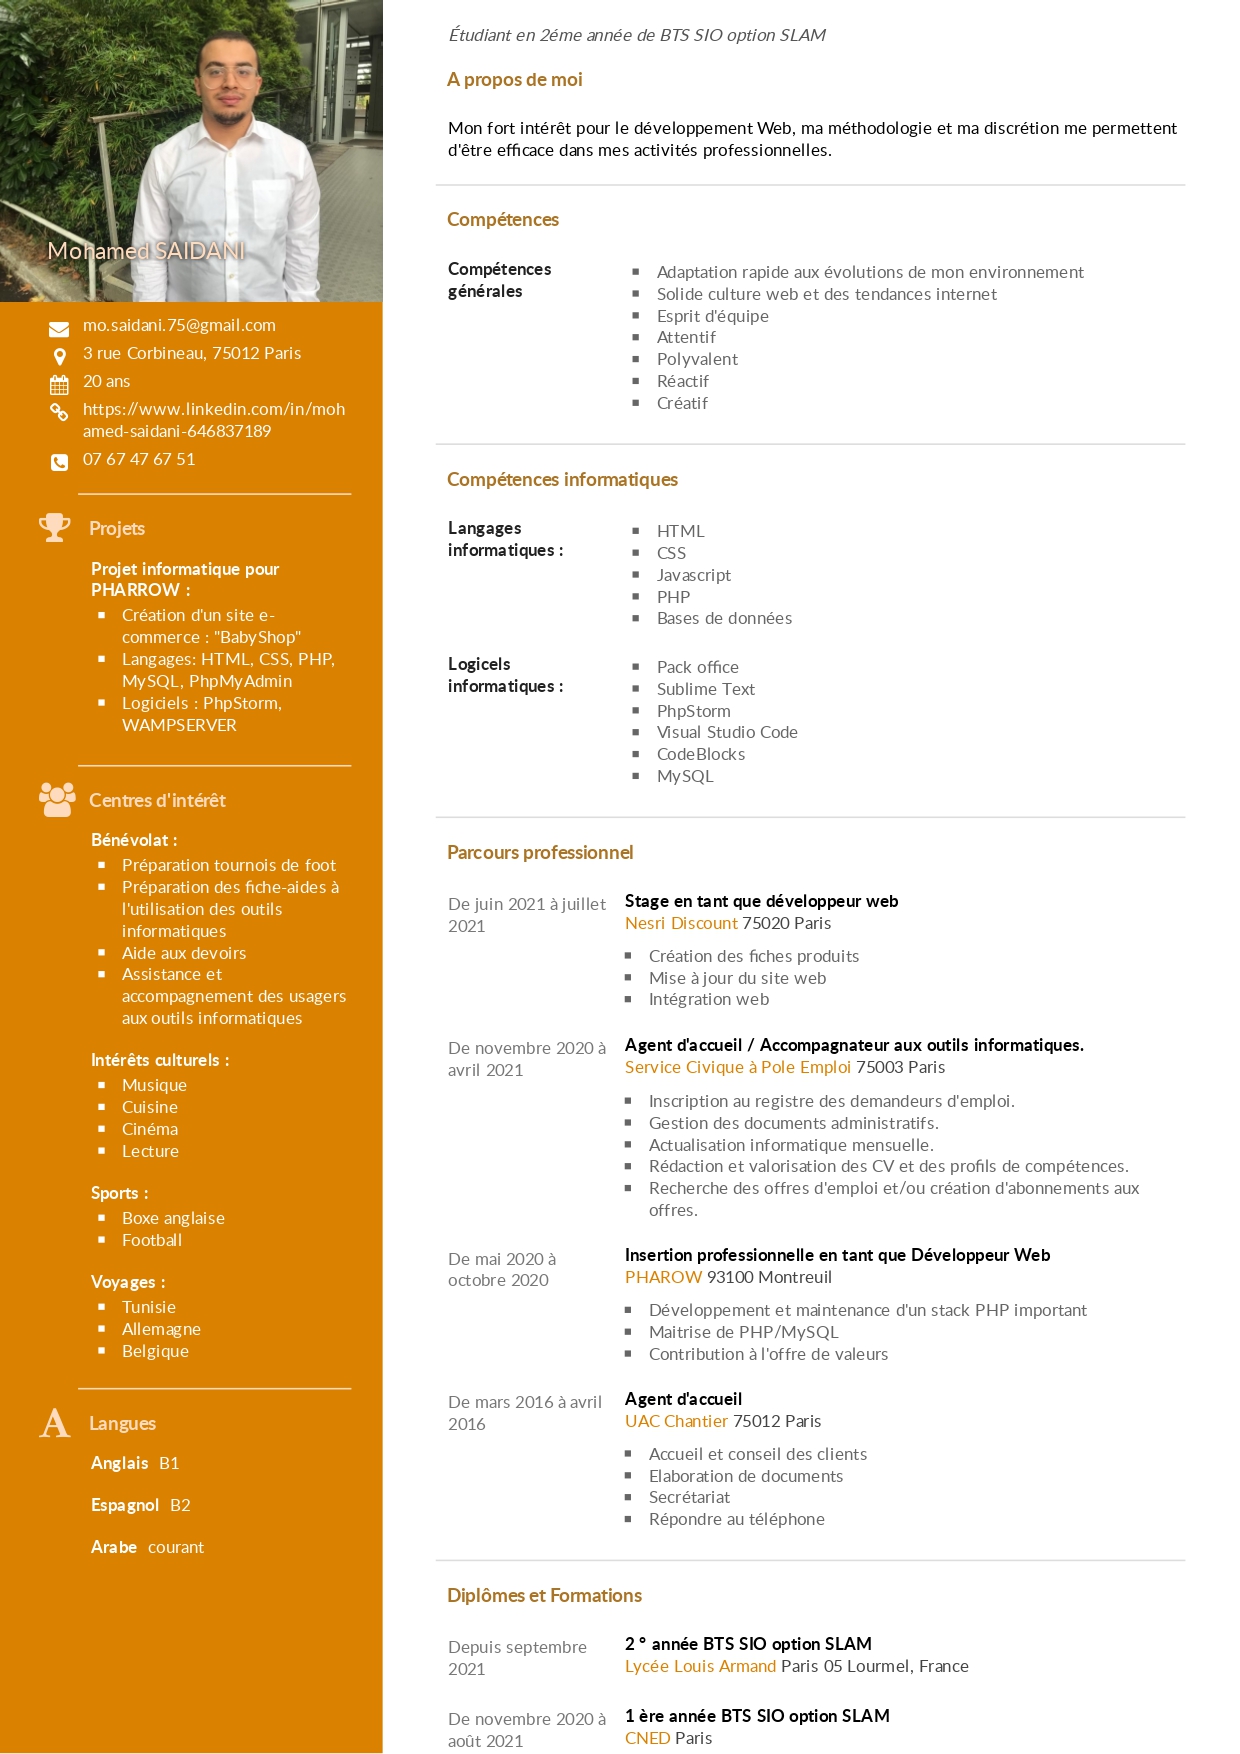 Mohamed SAIDANI
mo.saidani.75@gmail.com
3 rue Corbineau, 75012 Paris
20 ans
https://www.linkedin.com/in/moh
amed-saidani-646837189
07 67 47 67 51
Projets
Projet informatique pour
PHARROW :
Création d'un site e-
commerce : "BabyShop"
Langages: HTML, CSS, PHP,
MySQL, PhpMyAdmin
Logiciels : PhpStorm,
WAMPSERVER
Centres d'intérêt
Bénévolat :
Préparation tournois de foot
Préparation des fiche-aides à
l'utilisation des outils
informatiques
Aide aux devoirs
Assistance et
accompagnement des usagers
aux outils informatiques
Intérêts culturels :
Musique
Cuisine
Cinéma
Lecture
Sports :
Boxe anglaise
Football
Voyages :
Tunisie
Allemagne
Belgique
Langues
Anglais B1
Espagnol B2
Arabe courant
Étudiant en 2éme année de BTS SIO option SLAM
A propos de moi
Mon fort intérêt pour le développement Web, ma méthodologie et ma discrétion me permettent
d'être efficace dans mes activités professionnelles.
Compétences
Compétences
générales
Adaptation rapide aux évolutions de mon environnement
Solide culture web et des tendances internet
Esprit d'équipe
Attentif
Polyvalent
Réactif
Créatif
Compétences informatiques
Langages
informatiques :
HTML
CSS
Javascript
PHP
Bases de données
Logicels
informatiques :
Pack office
Sublime Text
PhpStorm
Visual Studio Code
CodeBlocks
MySQL
Parcours professionnel
De juin 2021 à juillet
2021
Stage en tant que développeur web
Nesri Discount 75020 Paris
Création des fiches produits
Mise à jour du site web
Intégration web
De novembre 2020 à
avril 2021
Agent d'accueil / Accompagnateur aux outils informatiques.
Service Civique à Pole Emploi 75003 Paris
Inscription au registre des demandeurs d'emploi.
Gestion des documents administratifs.
Actualisation informatique mensuelle.
Rédaction et valorisation des CV et des profils de compétences.
Recherche des offres d'emploi et/ou création d'abonnements aux
offres.
De mai 2020 à
octobre 2020
Insertion professionnelle en tant que Développeur Web
PHAROW 93100 Montreuil
Développement et maintenance d'un stack PHP important
Maitrise de PHP/MySQL
Contribution à l'offre de valeurs
De mars 2016 à avril
2016
Agent d'accueil
UAC Chantier 75012 Paris
Accueil et conseil des clients
Elaboration de documents
Secrétariat
Répondre au téléphone
Diplômes et Formations
Depuis septembre
2021
2 ° année BTS SIO option SLAM
Lycée Louis Armand Paris 05 Lourmel, France
De novembre 2020 à
août 2021
1 ère année BTS SIO option SLAM
CNED Paris